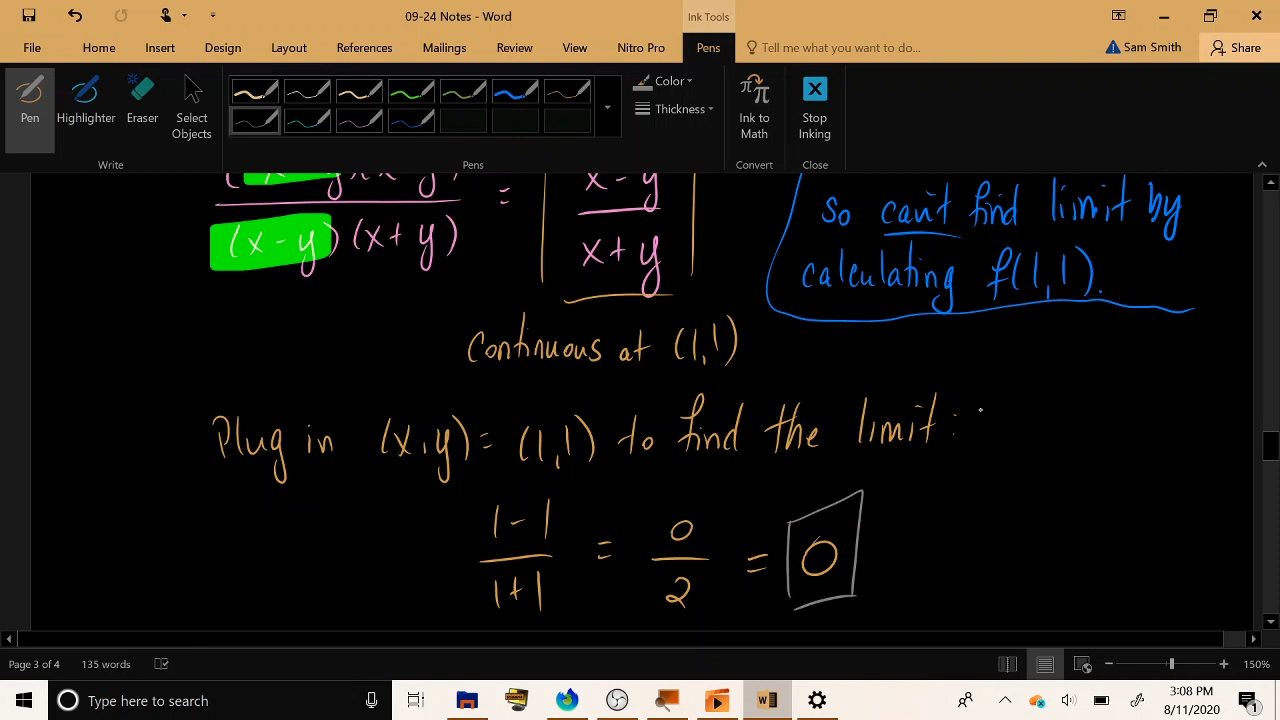 09-24 Notes - Word
Ink Tools
File Home Insert Design Layout References Mailings Review View Nitro Pro Pens Tell me what you want to do... Sam Smith Share
Pen Highlighter Eraser Select Objects
Color
Thickness
Ink to Math
Stop Inking
Write Pens Convert Close
x - y
(x - y)(x + y) = x + y
so can't find limit by
calculating f(1,1).
Continuous at (1,1)
Plug in (x,y) = (1,1) to find the limit:
1 - 1
1 + 1
=
0
2
= 0
Page 3 of 4 135 words 150%
Type here to search
3:08 PM
8/11/2020
1